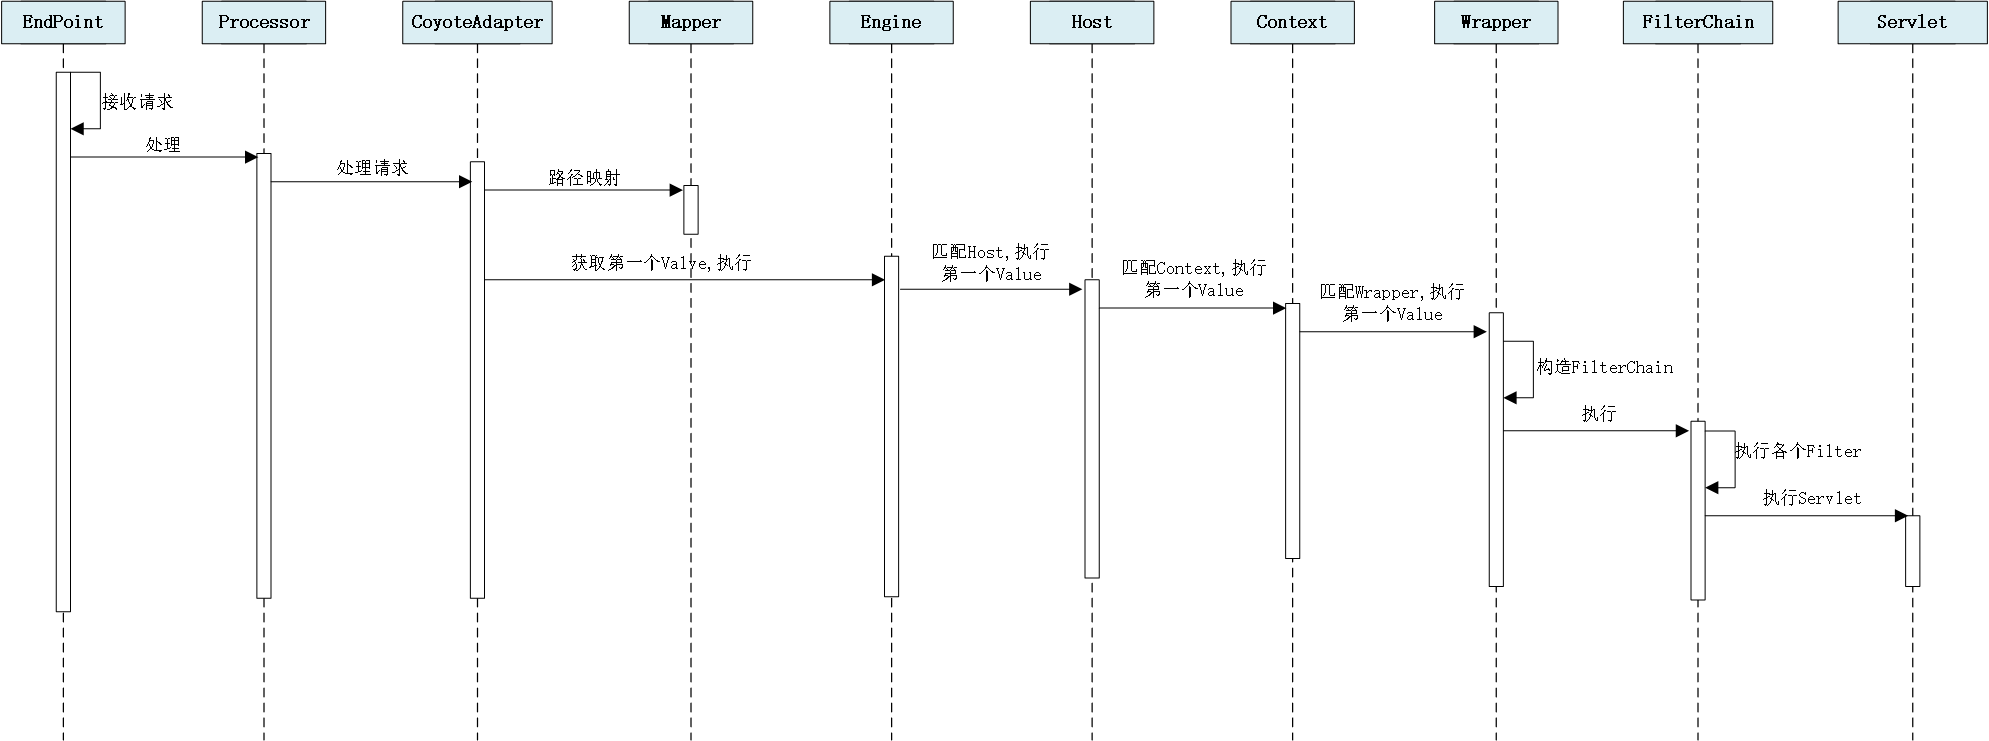 EndPoint
Processor
CoyoteAdapter
Mapper
Engine
Host
Context
Wrapper
FilterChain
Servlet
接收请求
处理
处理请求
路径映射
获取第一个Valve,执行
匹配Host,执行
第一个Value
匹配Context,执行
第一个Value
匹配Wrapper,执行
第一个Value
构造FilterChain
执行
执行各个Filter
执行Servlet